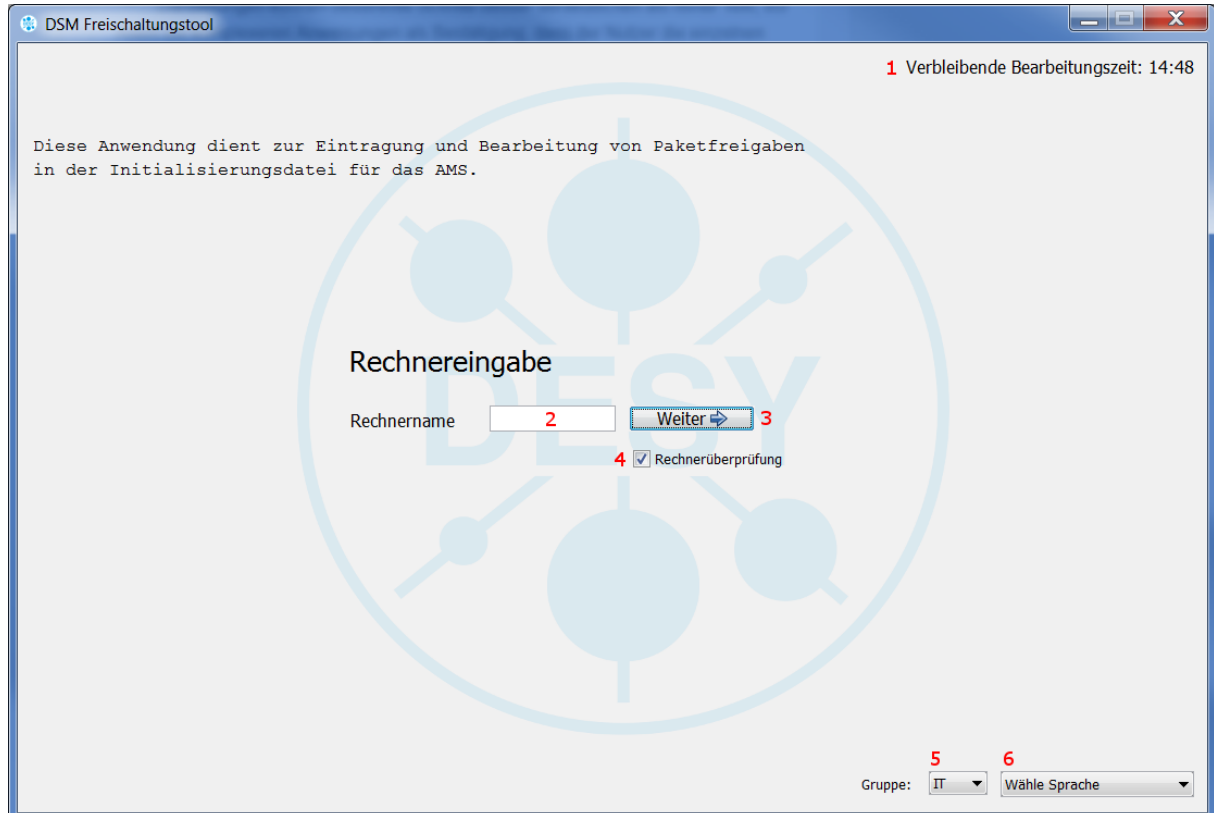 DSM Freischaltungstool
1 Verbleibende Bearbeitungszeit: 14:48
Diese Anwendung dient zur Eintragung und Bearbeitung von Paketfreigaben
in der Initialisierungsdatei für das AMS.
DESY
Rechnereingabe
Rechnername 2 Weiter 3
4 Rechnerüberprüfung
5 6
Gruppe: IT Wähle Sprache